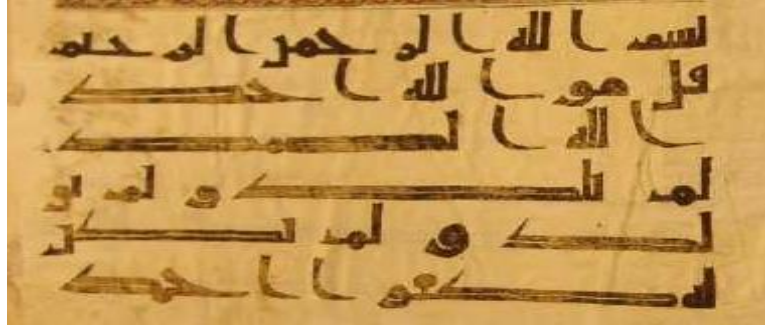 بسم الله الرحمن الرحيم
قل هو الله احد
الله الصمد
لم يلد ولم يو
لد ولم يكن
له كفوا احد